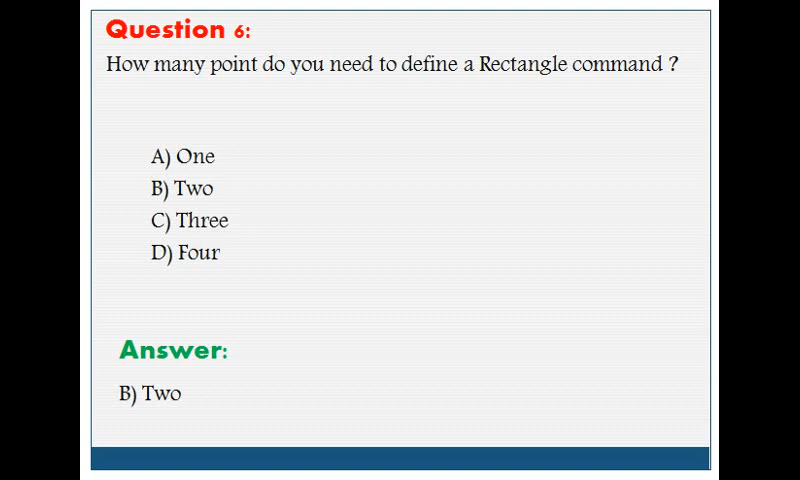 Question 6:
How many point do you need to define a Rectangle command ?
A) One
B) Two
C) Three
D) Four
Answer:
B) Two